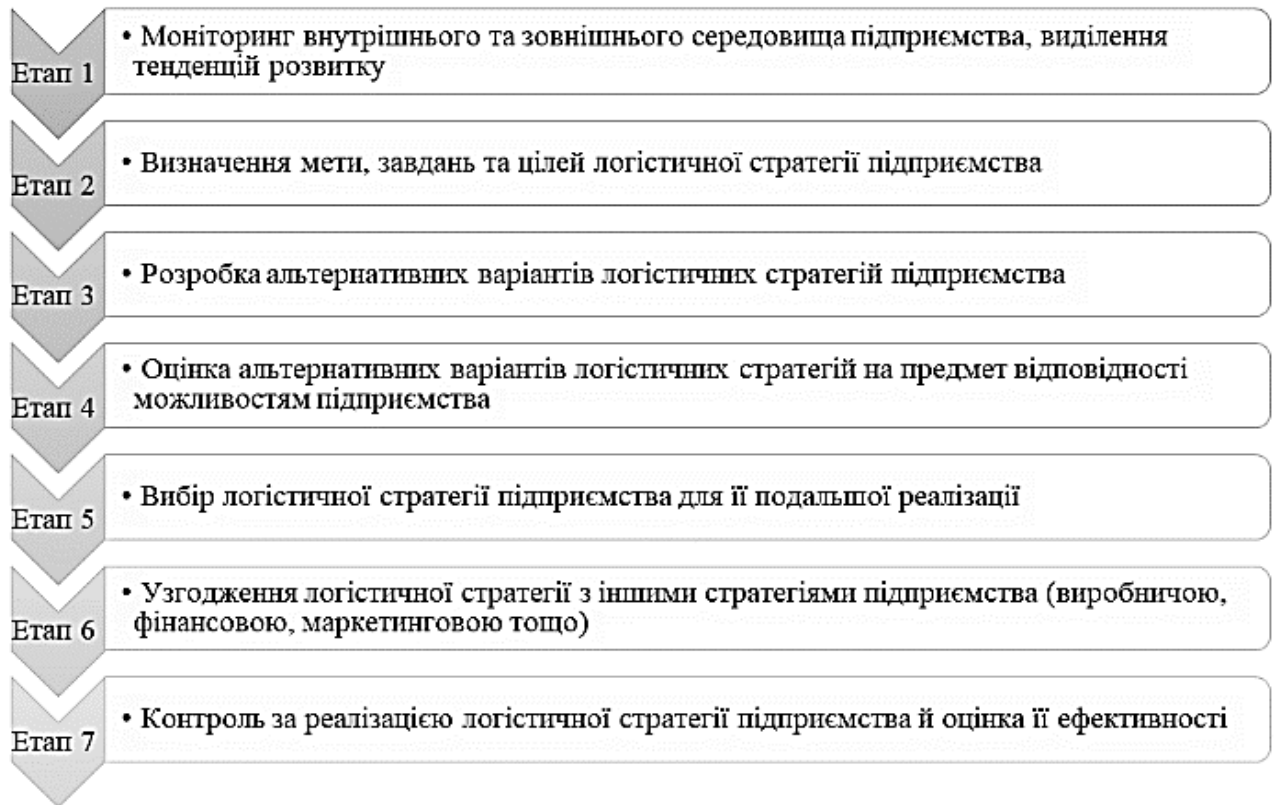 Етап 1
• Моніторинг внутрішнього та зовнішнього середовища підприємства, виділення
тенденцій розвитку
Етап 2
• Визначення мети, завдань та цілей логістичної стратегії підприємства
Етап 3
• Розробка альтернативних варіантів логістичних стратегій підприємства
Етап 4
• Оцінка альтернативних варіантів логістичних стратегій на предмет відповідності
можливостям підприємства
Етап 5
• Вибір логістичної стратегії підприємства для її подальшої реалізації
Етап 6
• Узгодження логістичної стратегії з іншими стратегіями підприємства (виробничою,
фінансовою, маркетинговою тощо)
Етап 7
• Контроль за реалізацією логістичної стратегії підприємства й оцінка її ефективності